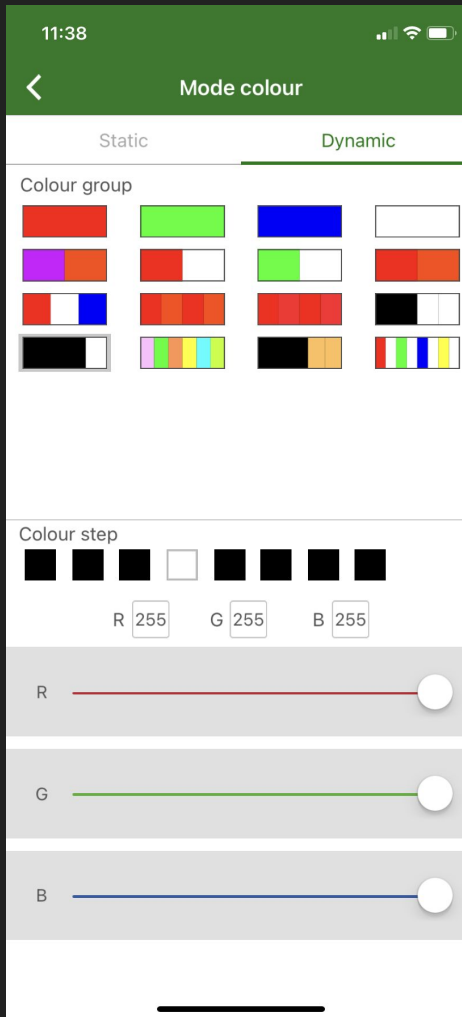 11:38
Mode colour
Static Dynamic
Colour group
Colour step
R 255 G 255 B 255
R
G
B